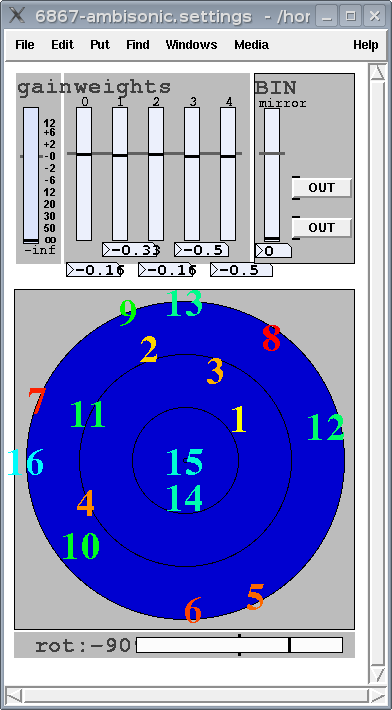 6867-ambisonic.settings - /hor
File Edit Put Find Windows Media Help
gainweights BIN
0 1 2 3 4 mirror
12
+6
+2
-0
-2
-6
-12
-20
-30
-50
00
-inf
OUT
OUT
-0.33 -0.5 0
-0.16 -0.16 -0.5
9 13
2 8
3
7 11 1 12
16 15
4 14
10
6 5
rot:-90